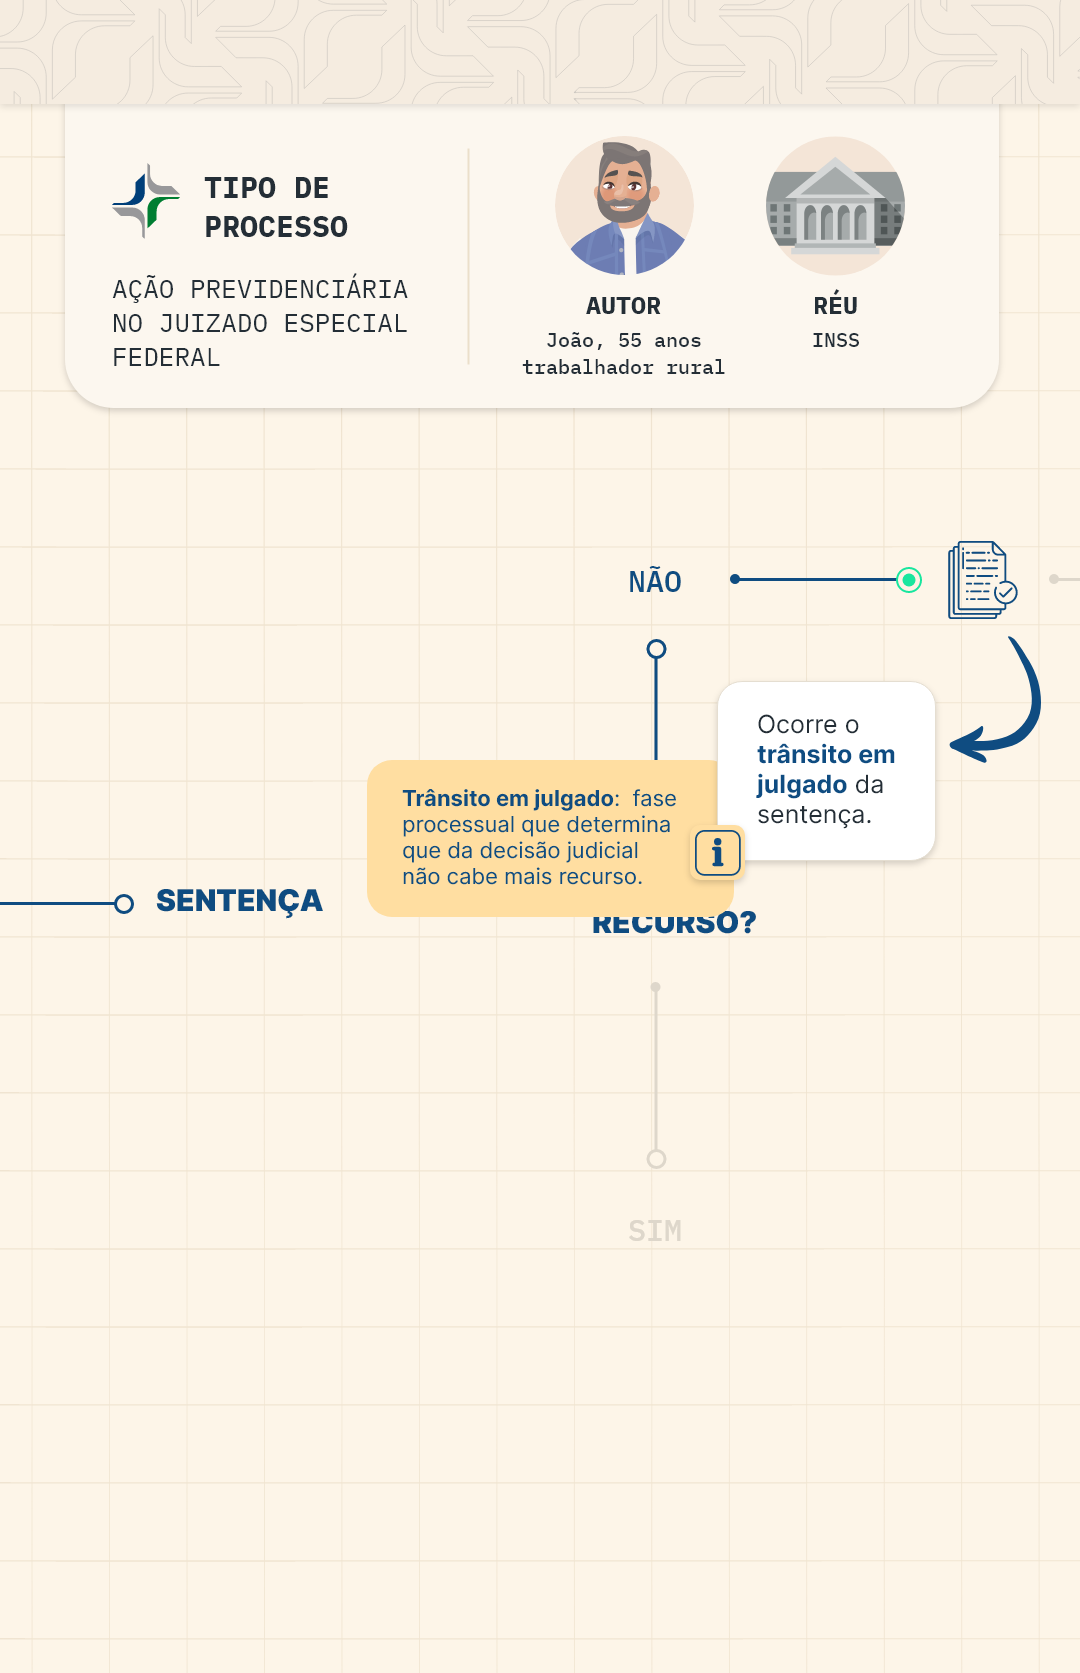 TIPO DE
PROCESSO
AÇÃO PREVIDENCIÁRIA
NO JUIZADO ESPECIAL
FEDERAL
AUTOR
João, 55 anos
trabalhador rural
RÉU
INSS
NÃO
Ocorre o
trânsito em
julgado da
sentença.
Trânsito em julgado: fase
processual que determina
que da decisão judicial
não cabe mais recurso.
i
SENTENÇA
RECURSO?
SIM